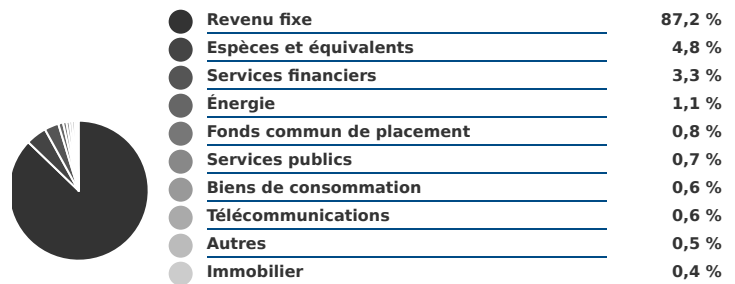 Revenu fixe 87,2 %
Espèces et équivalents 4,8 %
Services financiers 3,3 %
Énergie 1,1 %
Fonds commun de placement 0,8 %
Services publics 0,7 %
Biens de consommation 0,6 %
Télécommunications 0,6 %
Autres 0,5 %
Immobilier 0,4 %